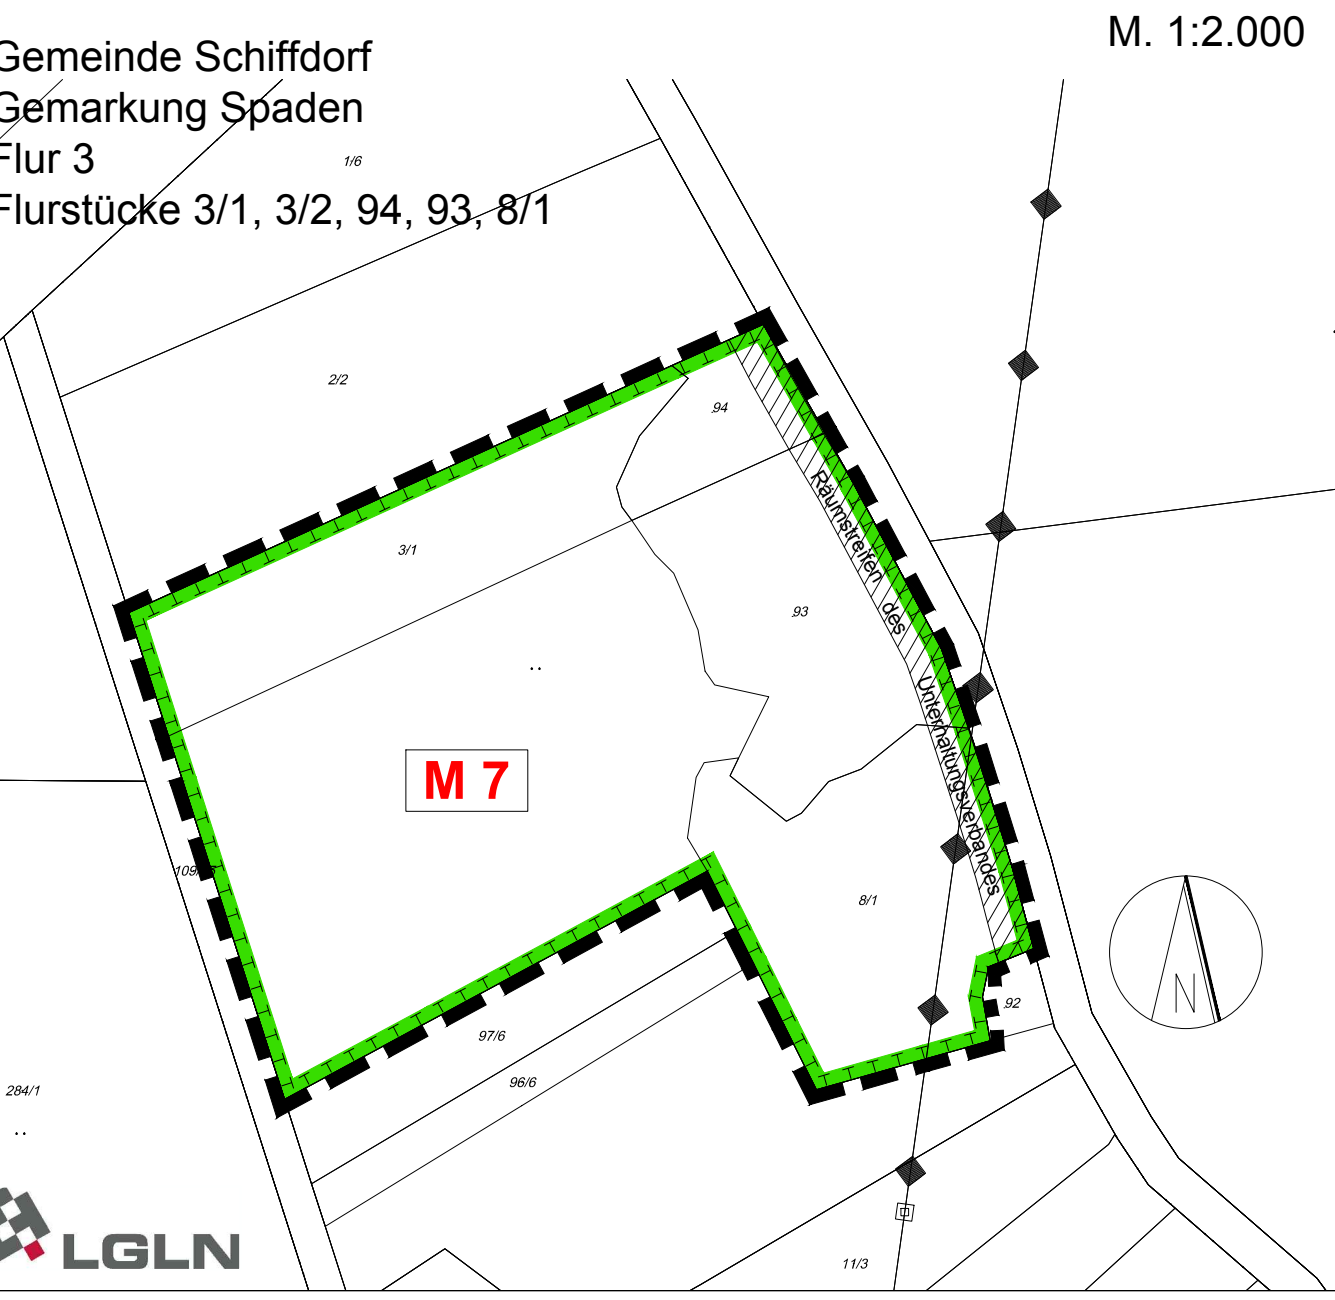 M. 1:2.000
Gemeinde Schiffdorf
Gemarkung Spaden
Flur 3
Flurstücke 3/1, 3/2, 94, 93, 8/1
1/6
2/2
94
3/1
Räumstreifen des
93
Unterhaltungsverbandes
M 7
8/1
92
N
97/6
96/6
284/1
LGLN
11/3